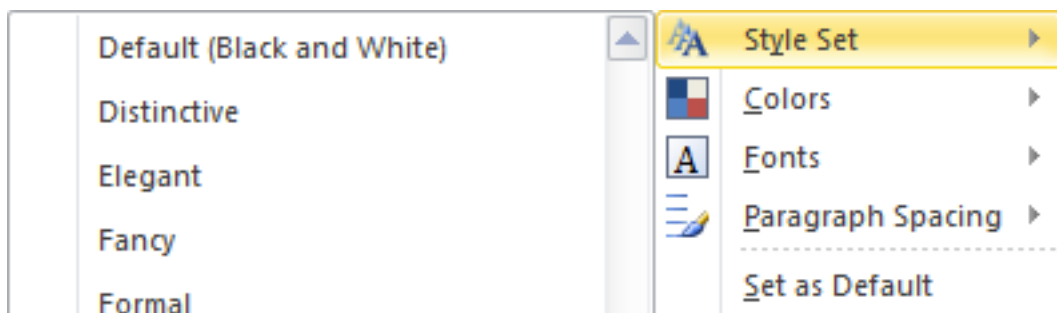 Default (Black and White)
Distinctive
Elegant
Fancy
Formal
Style Set
Colors
Fonts
Paragraph Spacing
Set as Default